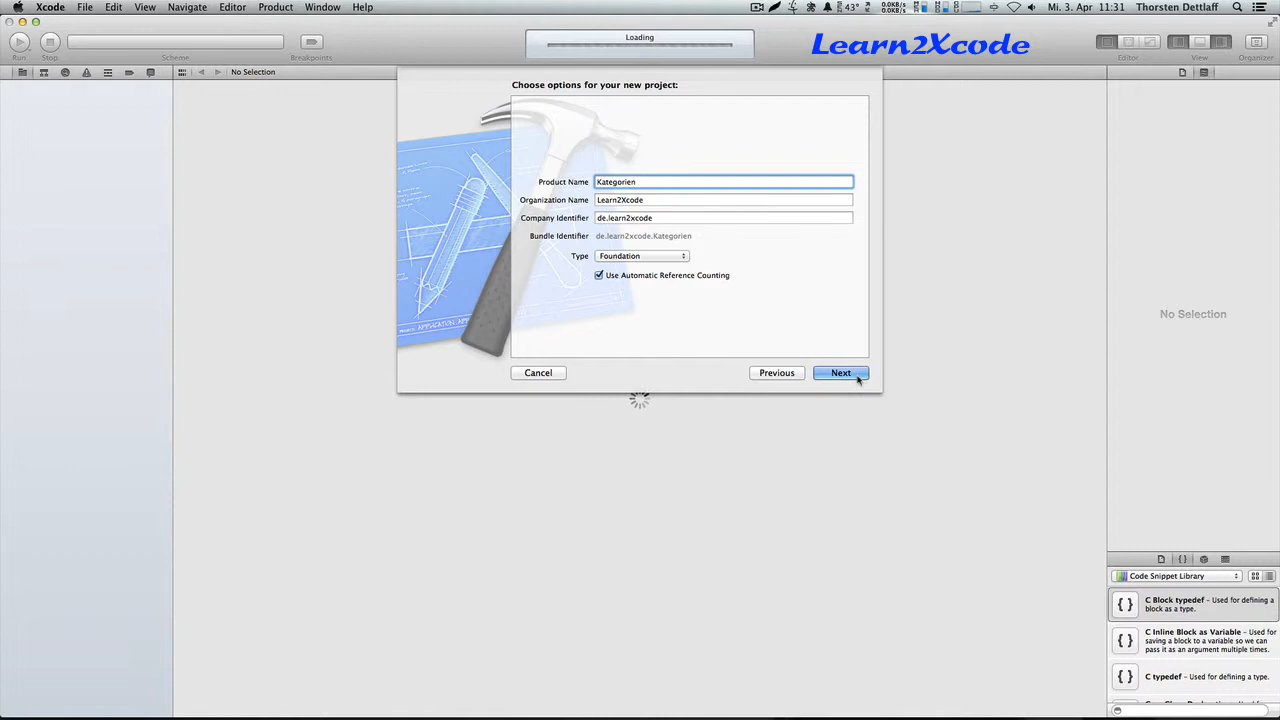 Xcode File Edit View Navigate Editor Product Window Help
43° 0.0KB/s 0.0KB/s Mi. 3. Apr 11:31 Thorsten Dettlaff
Loading
Learn2Xcode
Run Stop Scheme Breakpoints Editor View Organizer
No Selection
Choose options for your new project:
Product Name Kategorien
Organization Name Learn2Xcode
Company Identifier de.learn2xcode
Bundle Identifier de.learn2xcode.Kategorien
Type Foundation
Use Automatic Reference Counting
No Selection
Cancel Previous Next
Code Snippet Library
C Block typedef – Used for defining a
block as a type.
C Inline Block as Variable – Used for
saving a block to a variable so we can
pass it as an argument multiple times.
C typedef – Used for defining a type.